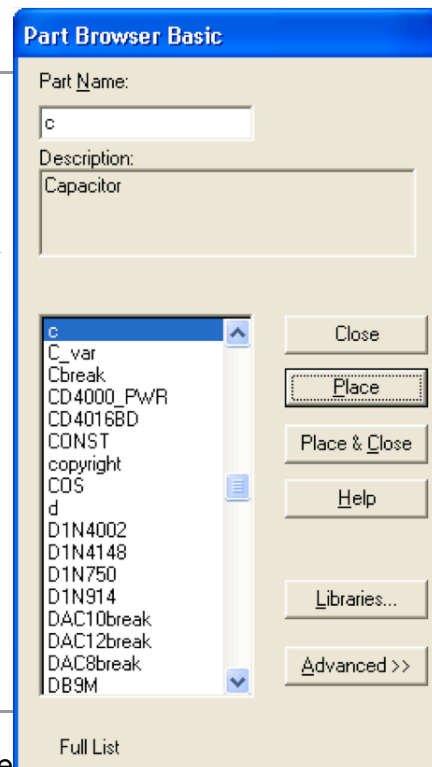 Part Browser Basic
Part Name:
c
Description:
Capacitor
c
C_var
Cbreak
CD4000_PWR
CD4016BD
CONST
copyright
COS
d
D1N4002
D1N4148
D1N750
D1N914
DAC10break
DAC12break
DAC8break
DB9M
Close
Place
Place & Close
Help
Libraries...
Advanced >>
Full List
e